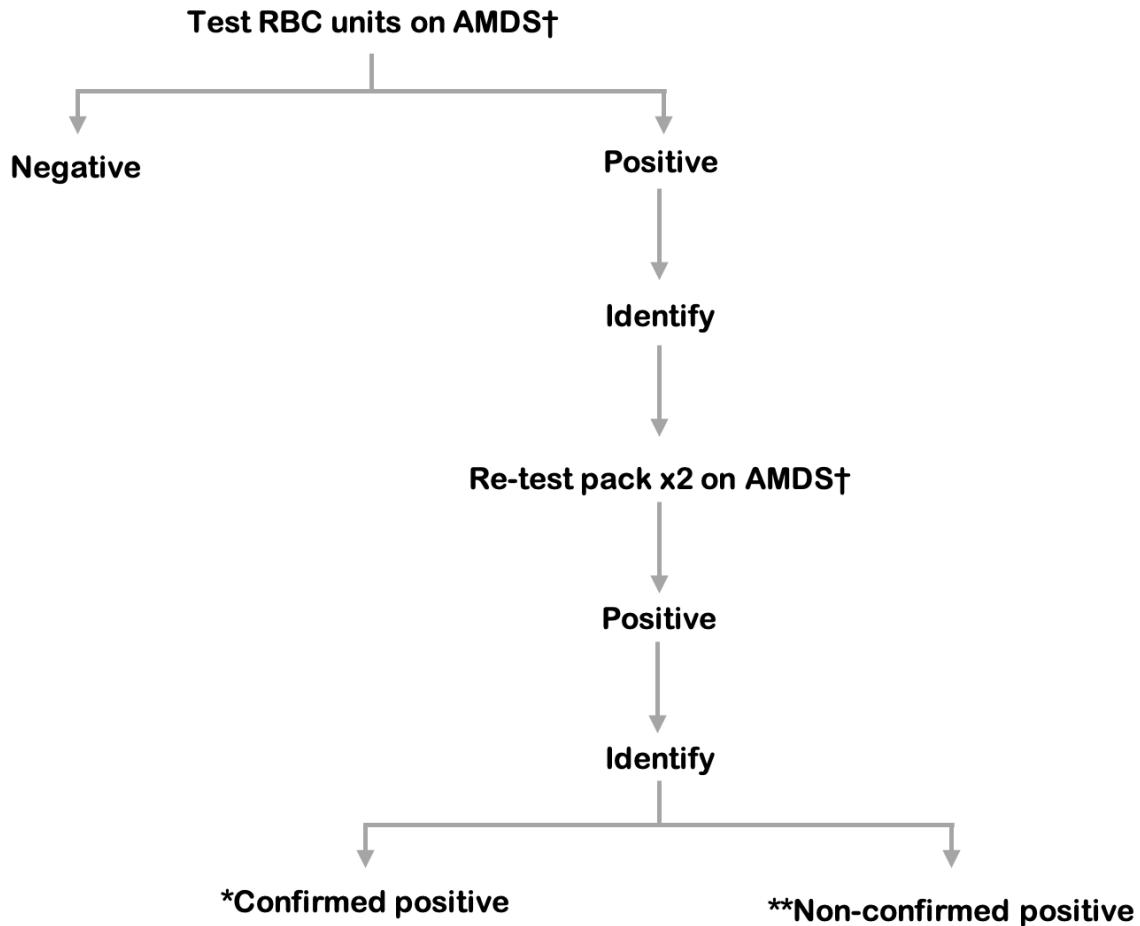 Test RBC units on AMDS†
Negative
Positive
Identify
Re-test pack x2 on AMDS†
Positive
Identify
*Confirmed positive
**Non-confirmed positive